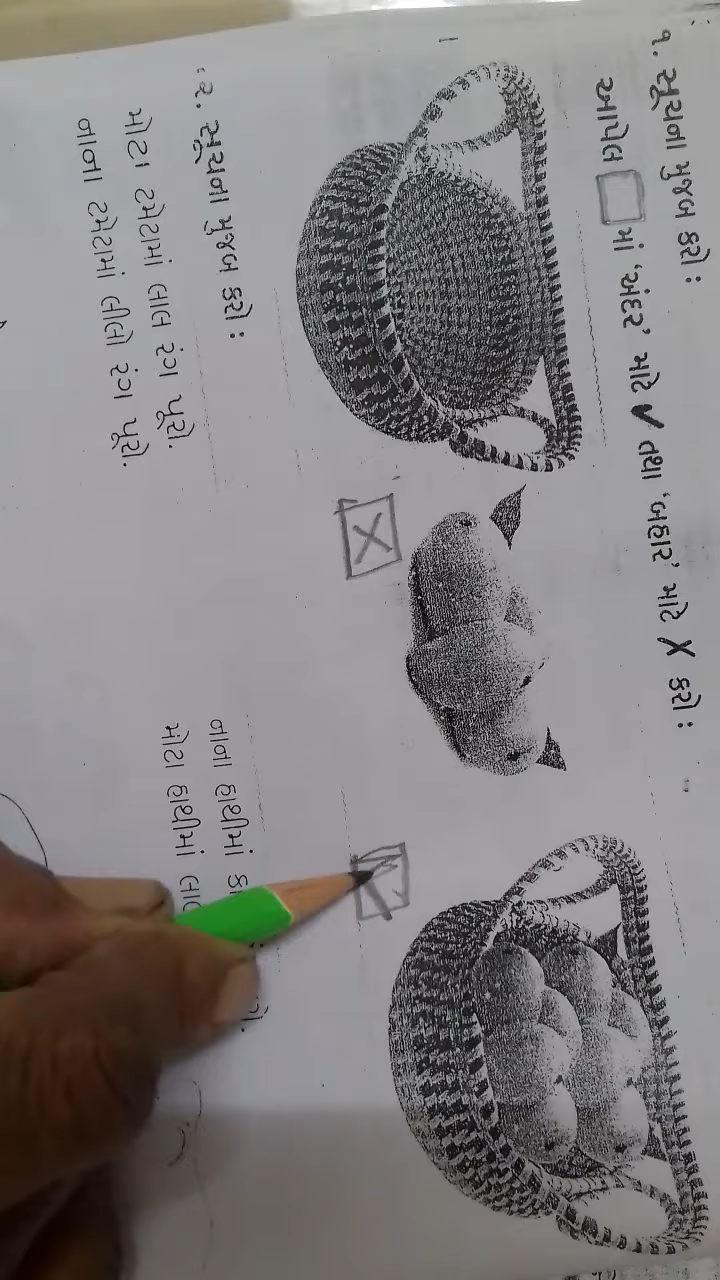 ૧. સૂચના મુજબ કરો :
આપેલ □ માં 'અંદર' માટે ✔ તથા 'બહાર' માટે X કરો :
X
૨. સૂચના મુજબ કરો :
મોટા ટમેટામાં લાલ રંગ પૂરો.
નાના ટમેટામાં લીલો રંગ પૂરો.
નાના હાથીમાં
મોટા હાથીમાં